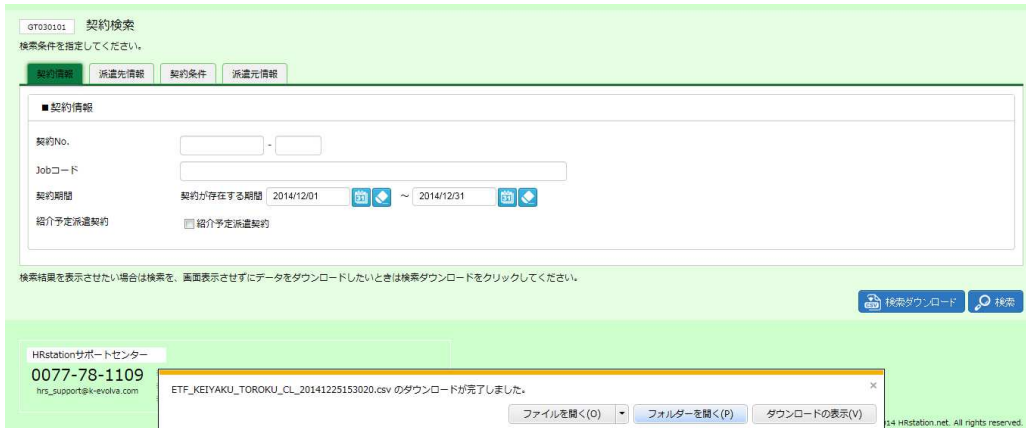 GT030101 契約検索
検索条件を指定してください。
契約情報 派遣先情報 契約条件 派遣元情報
■契約情報
契約No. -
Jobコード
契約期間 契約が存在する期間 2014/12/01 31 ～ 2014/12/31 31
紹介予定派遣契約 紹介予定派遣契約
検索結果を表示させたい場合は検索を、画面表示させずにデータをダウンロードしたいときは検索ダウンロードをクリックしてください。
CSV 検索ダウンロード 検索
HRstationサポートセンター
0077-78-1109
hrs_support@k-evolva.com
ETF_KEIYAKU_TOROKU_CL_20141225153020.csv のダウンロードが完了しました。 ×
ファイルを開く(O) フォルダーを開く(P) ダウンロードの表示(V)
14 HRstation.net. All rights reserved.